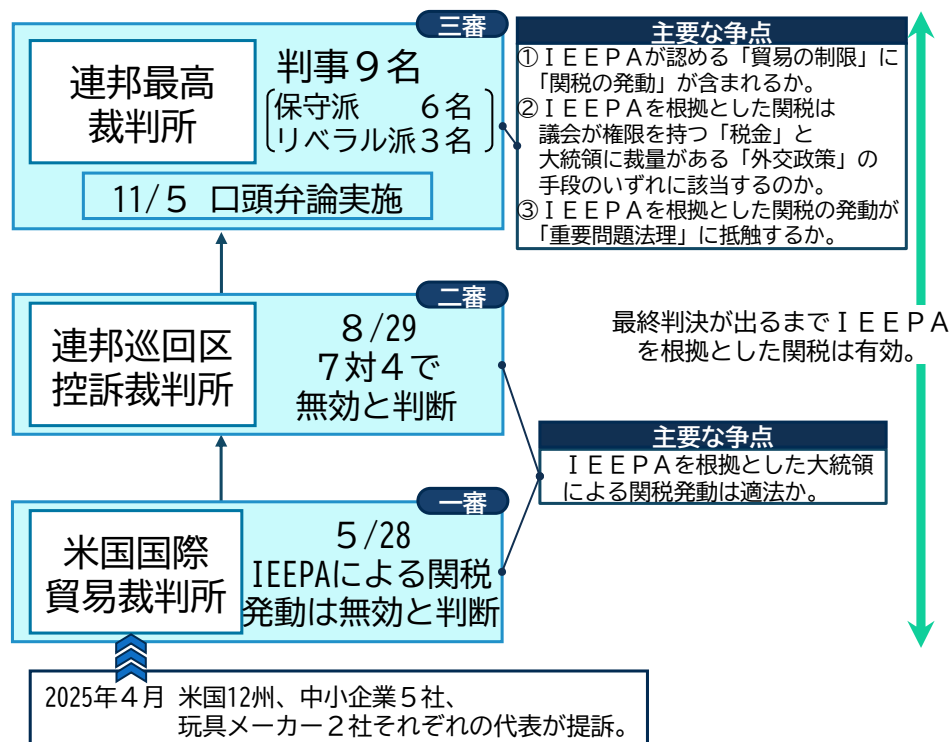 三審
連邦最高
裁判所
判事９名
保守派　　６名
リベラル派３名
11/５ 口頭弁論実施
主要な争点
①ＩＥＥＰＡが認める「貿易の制限」に
「関税の発動」が含まれるか。
②ＩＥＥＰＡを根拠とした関税は
議会が権限を持つ「税金」と
大統領に裁量がある「外交政策」の
手段のいずれに該当するのか。
③ＩＥＥＰＡを根拠とした関税の発動が
「重要問題法理」に抵触するか。
二審
連邦巡回区
控訴裁判所
８/29
７対４で
無効と判断
最終判決が出るまでＩＥＥＰＡ
を根拠とした関税は有効。
主要な争点
ＩＥＥＰＡを根拠とした大統領
による関税発動は適法か。
一審
米国国際
貿易裁判所
５/28
IEEPAによる関税
発動は無効と判断
2025年４月 米国12州、中小企業５社、
玩具メーカー２社それぞれの代表が提訴。